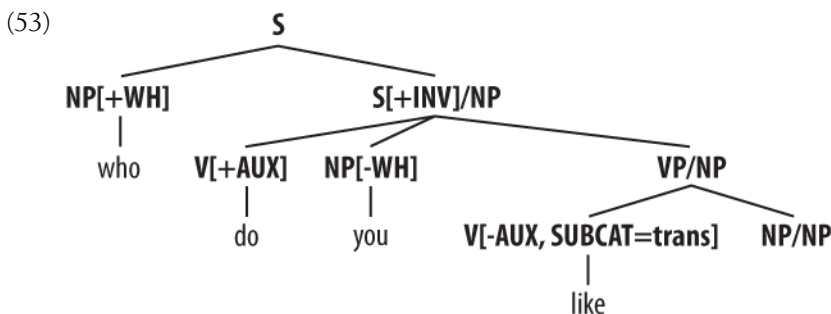 (53) S
NP[+WH] S[+INV]/NP
who V[+AUX] NP[-WH] VP/NP
do you V[-AUX, SUBCAT=trans] NP/NP
like